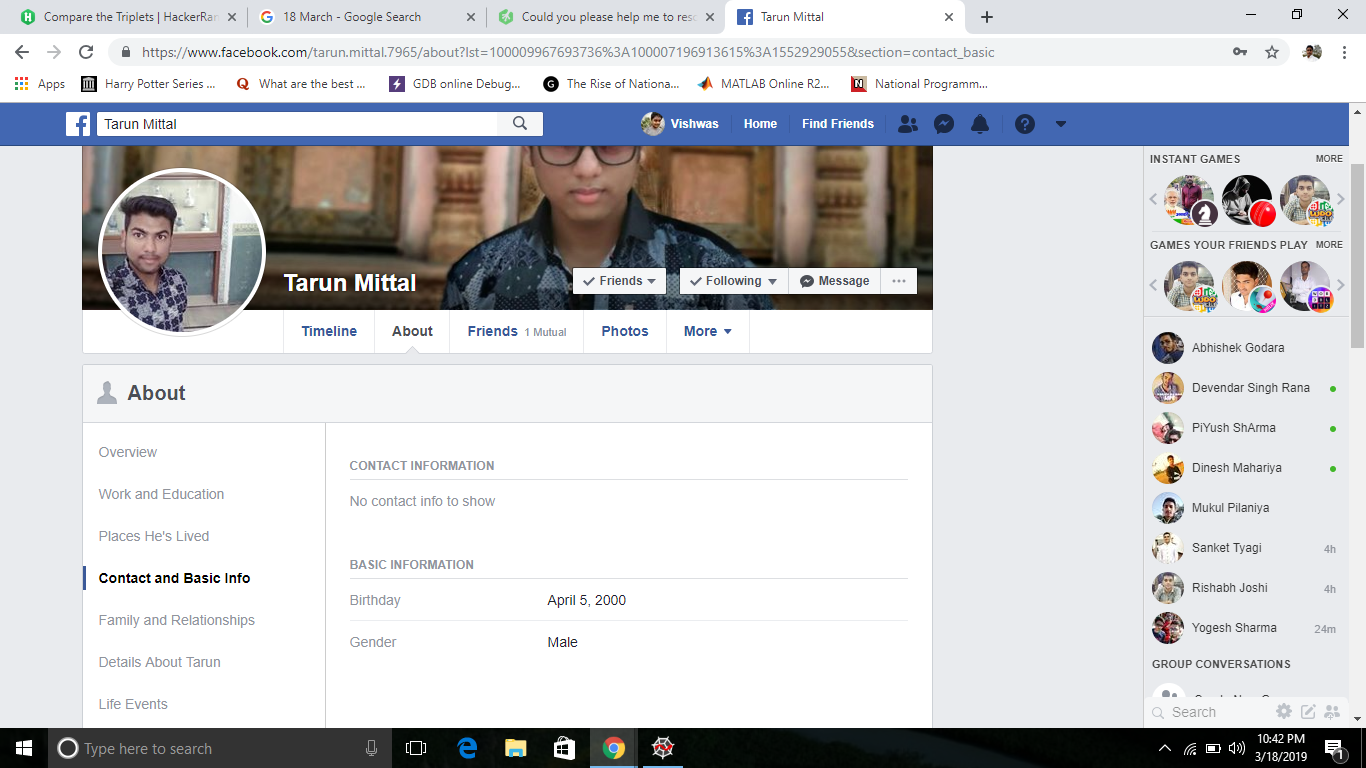 Compare the Triplets | HackerRan
18 March - Google Search
Could you please help me to reso
Tarun Mittal
https://www.facebook.com/tarun.mittal.7965/about?lst=100009967693736%3A100007196913615%3A1552929055&section=contact_basic
Apps Harry Potter Series ... What are the best ... GDB online Debug... The Rise of Nationa... MATLAB Online R2... National Programm...
Tarun Mittal
Vishwas Home Find Friends
Tarun Mittal
Friends Following Message ...
Timeline About Friends 1 Mutual Photos More
About
Overview
Work and Education
Places He's Lived
Contact and Basic Info
Family and Relationships
Details About Tarun
Life Events
CONTACT INFORMATION
No contact info to show
BASIC INFORMATION
Birthday April 5, 2000
Gender Male
INSTANT GAMES MORE
GAMES YOUR FRIENDS PLAY MORE
Abhishek Godara
Devendar Singh Rana
PiYush ShArma
Dinesh Mahariya
Mukul Pilaniya
Sanket Tyagi 4h
Rishabh Joshi 4h
Yogesh Sharma 24m
GROUP CONVERSATIONS
Search
Type here to search
10:42 PM
3/18/2019
1